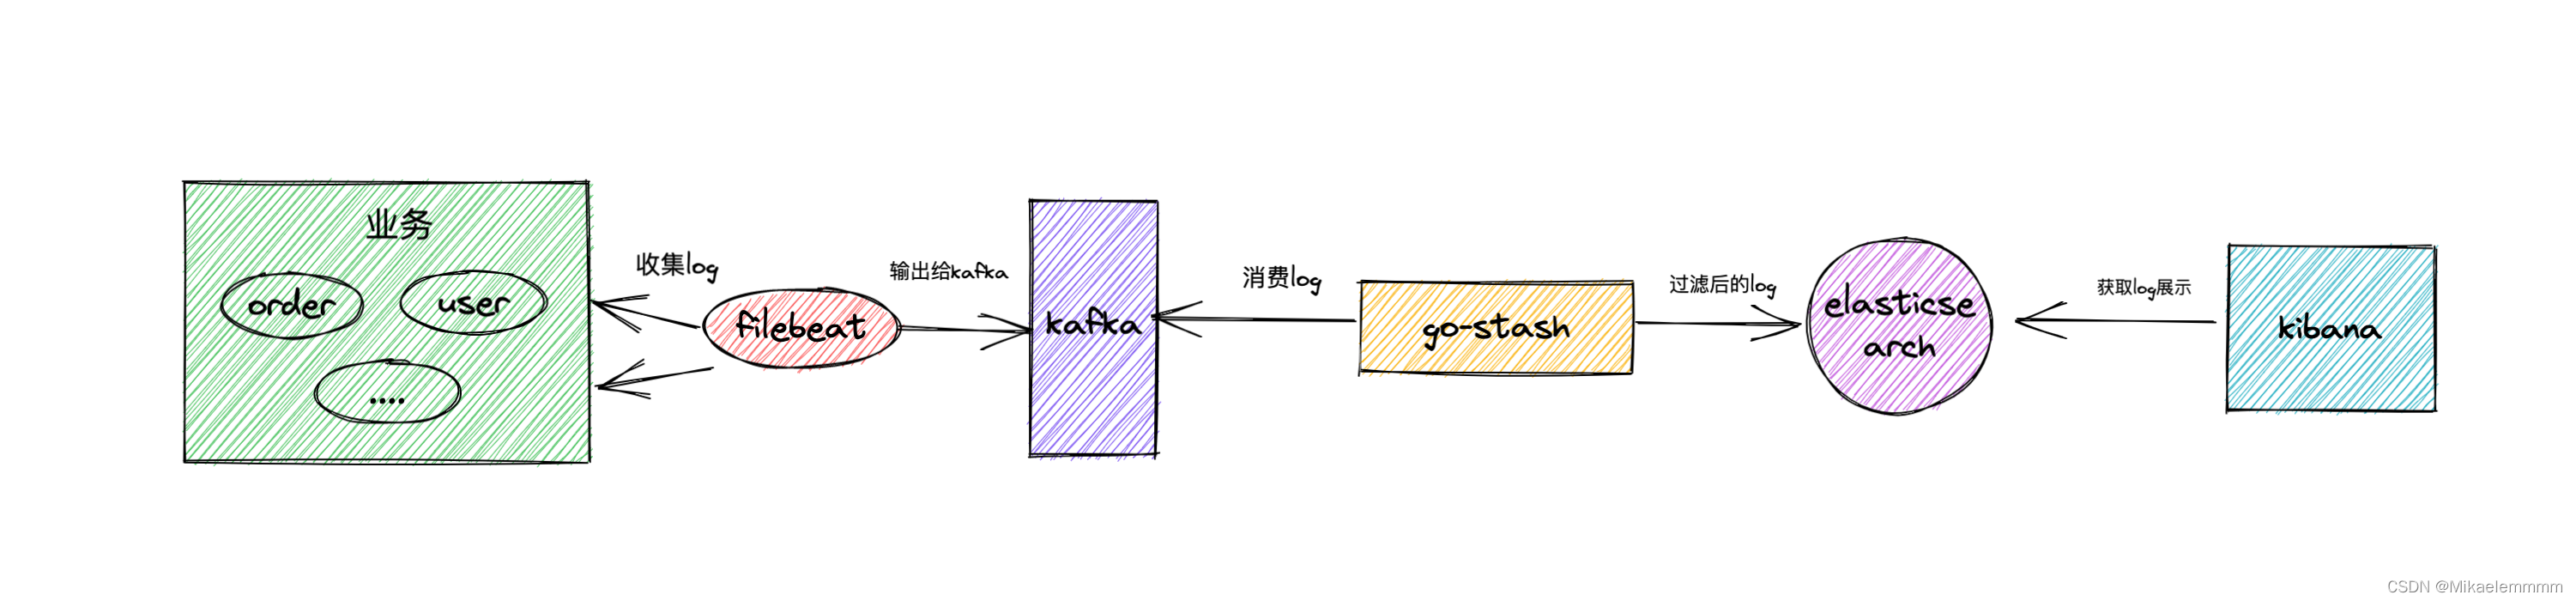 业务
order
user
....
收集log
filebeat
输出给kafka
kafka
消费log
go-stash
过滤后的log
elasticse
arch
获取log展示
kibana
CSDN @Mikaelemmmm